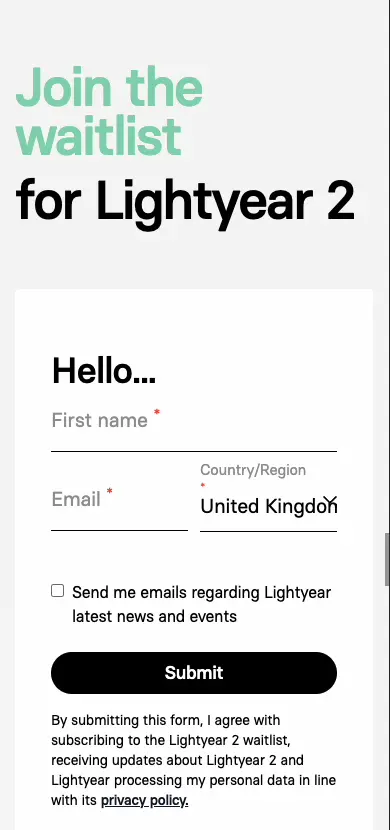 Join the
waitlist
for Lightyear 2
Hello...
First name *
Country/Region
*
Email *
United Kingdom
Send me emails regarding Lightyear
latest news and events
Submit
By submitting this form, I agree with
subscribing to the Lightyear 2 waitlist,
receiving updates about Lightyear 2 and
Lightyear processing my personal data in line
with its privacy policy.